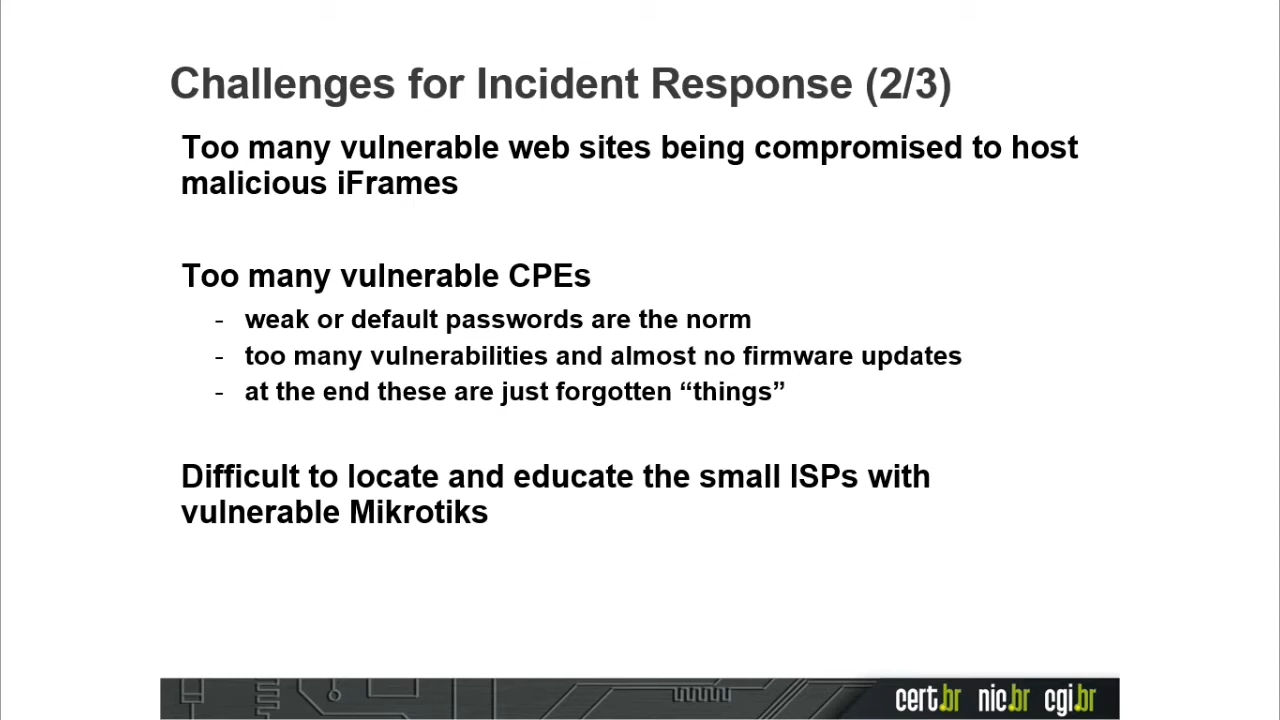 Challenges for Incident Response (2/3)
Too many vulnerable web sites being compromised to host
malicious iFrames
Too many vulnerable CPEs
- weak or default passwords are the norm
- too many vulnerabilities and almost no firmware updates
- at the end these are just forgotten “things”
Difficult to locate and educate the small ISPs with
vulnerable Mikrotiks
cert.br nic.br cgi.br